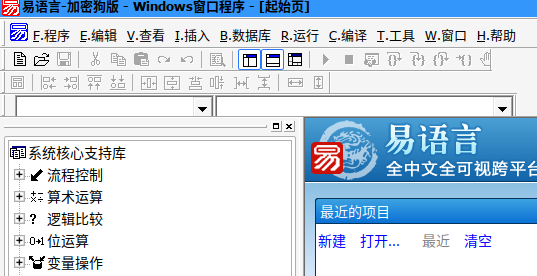 易语言-加密狗版 - Windows窗口程序 - [起始页]
易 F.程序 E.编辑 V.查看 I.插入 B.数据库 R.运行 C.编译 T.工具 W.窗口 H.帮助
系统核心支持库
流程控制
算术运算
逻辑比较
位运算
变量操作
易 易语言
全中文全可视跨平台
最近的项目
新建 打开... 最近 清空